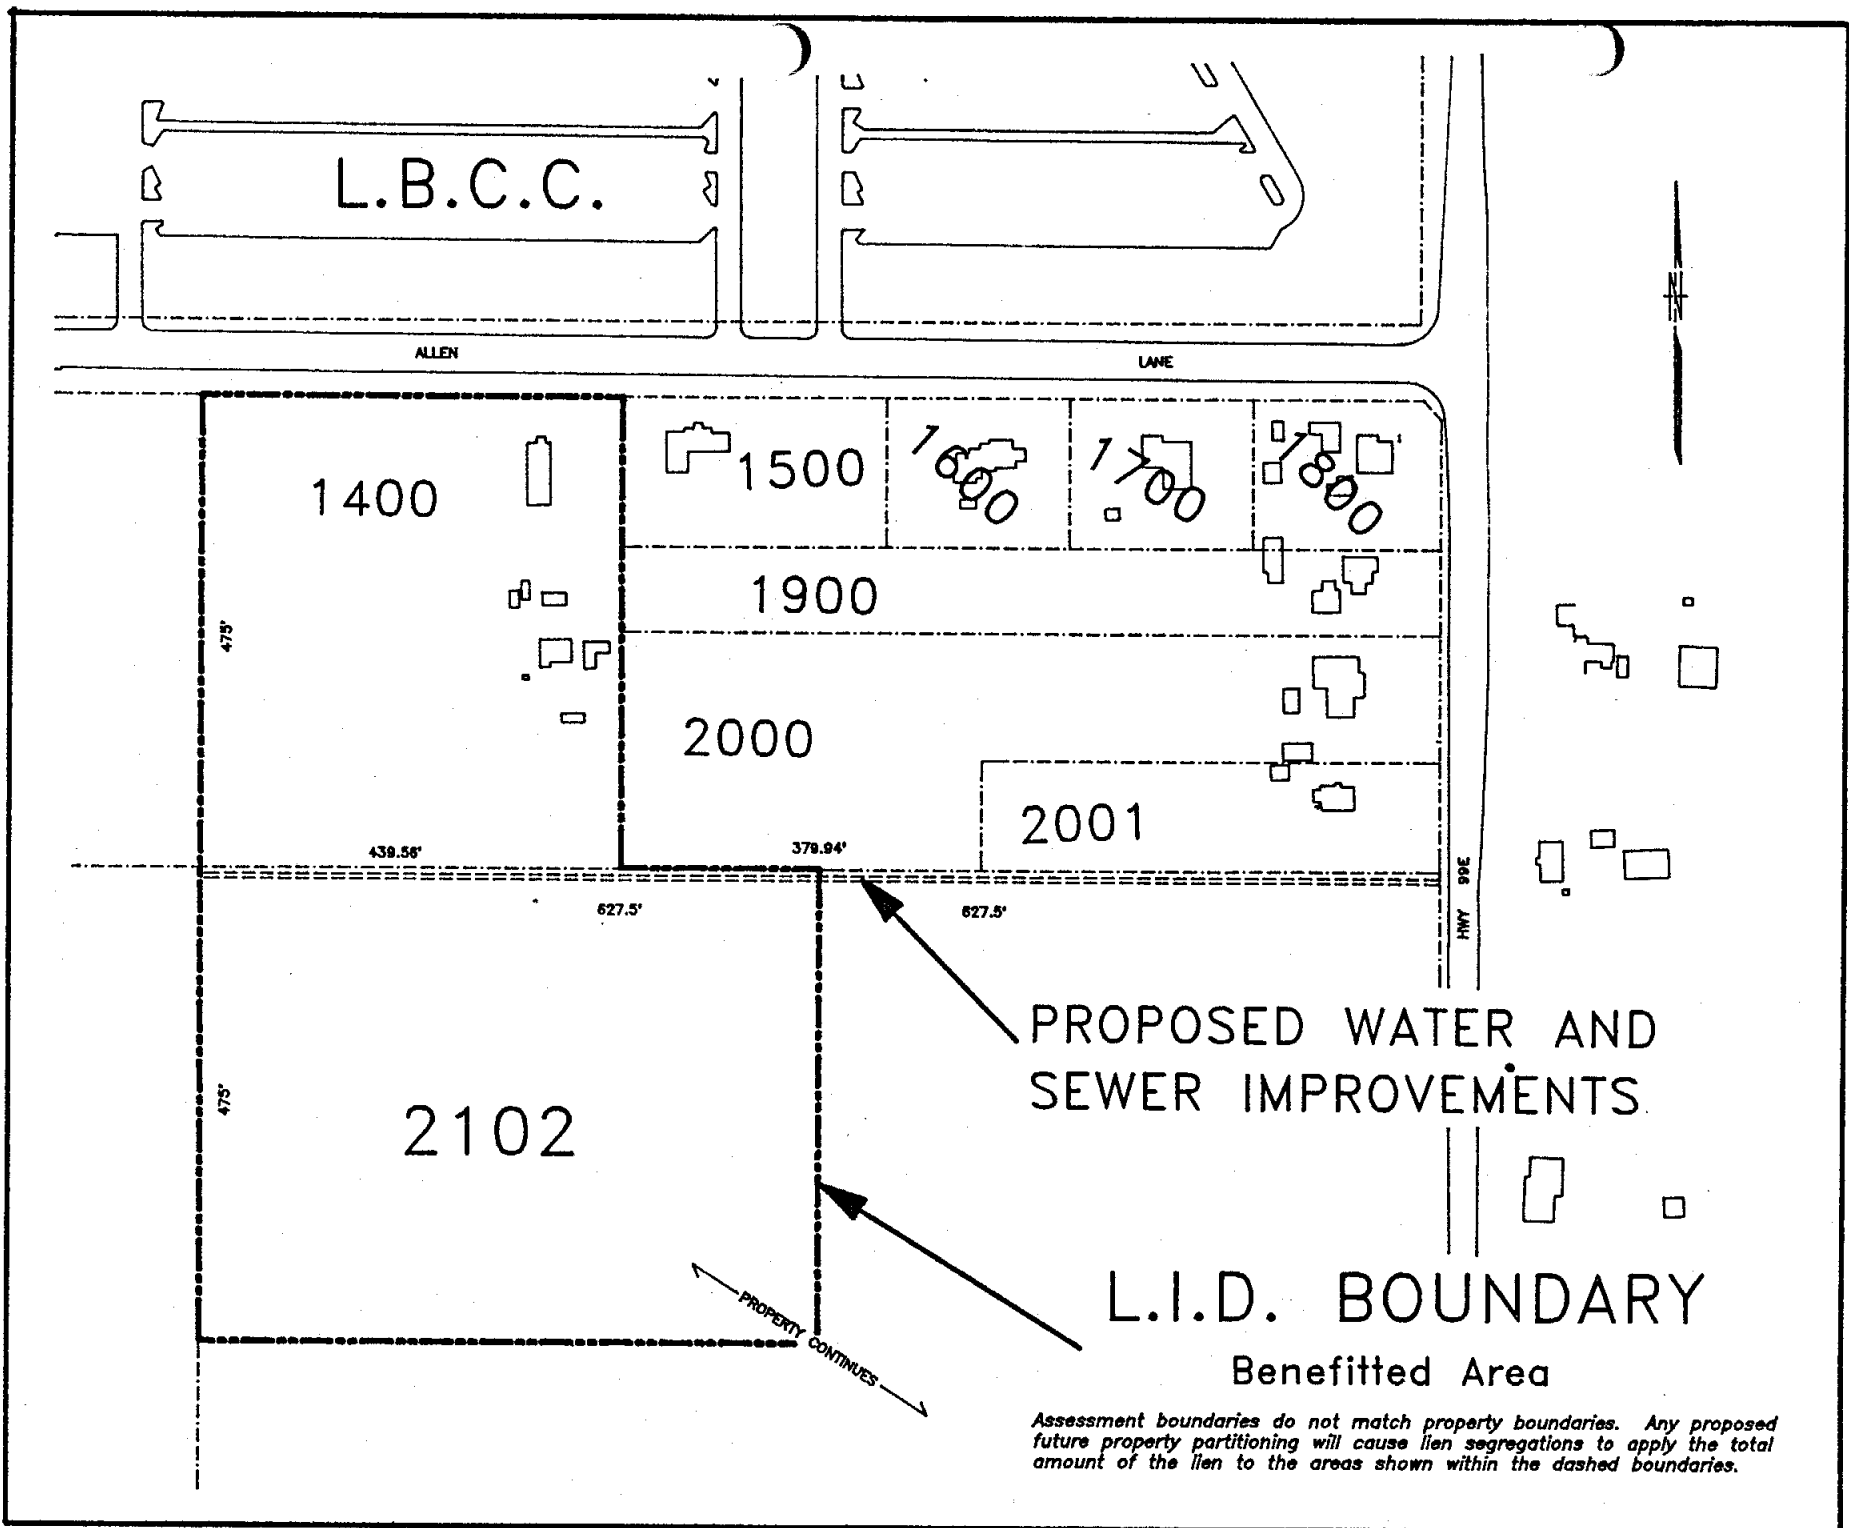 L.B.C.C.
N
ALLEN LANE
1400
1500
1600
1700
1800
1900
475'
2000
2001
439.56'
379.94'
HWY 99E
627.5'
627.5'
PROPOSED WATER AND
SEWER IMPROVEMENTS
475'
2102
PROPERTY CONTINUES
L.I.D. BOUNDARY
Benefitted Area
Assessment boundaries do not match property boundaries. Any proposed
future property partitioning will cause lien segregations to apply the total
amount of the lien to the areas shown within the dashed boundaries.